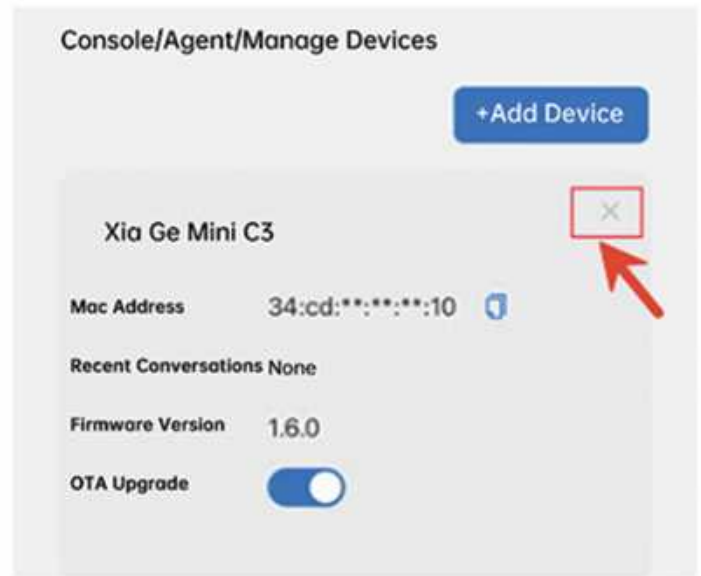 Console/Agent/Manage Devices
+Add Device
Xia Ge Mini C3
Mac Address 34:cd:**:**:**:10
Recent Conversations None
Firmware Version 1.6.0
OTA Upgrade